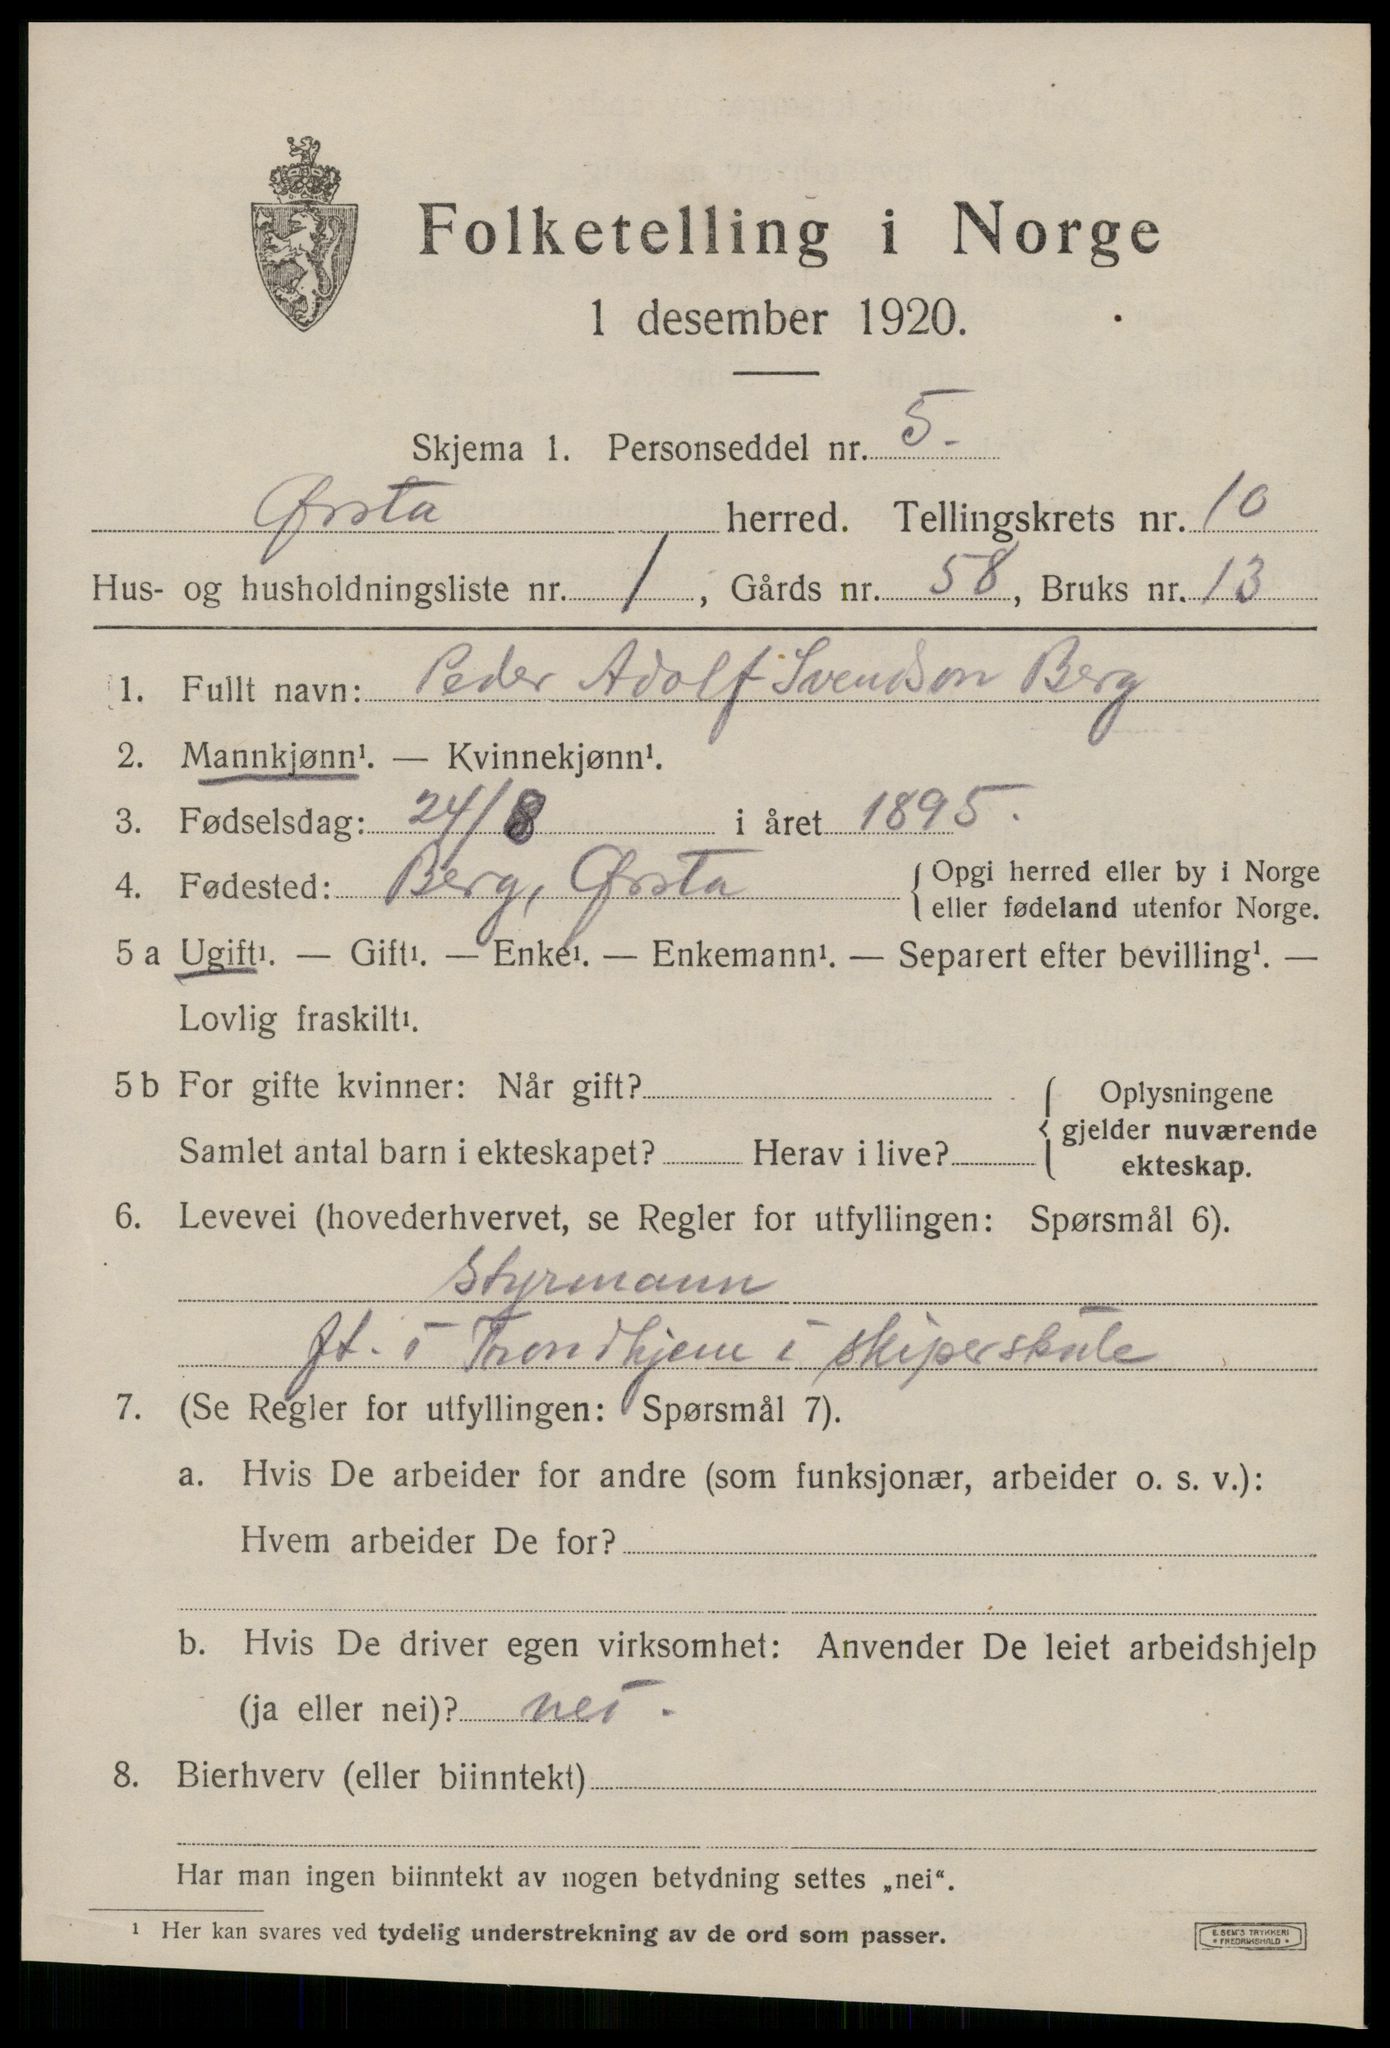 Folketelling i Norge
1 desember 1920.
Skjema 1. Personseddel nr. 5.
Ørsta herred. Tellingskrets nr. 10
Hus- og husholdningsliste nr. 1, Gårds nr. 58, Bruks nr. 13
1. Fullt navn: Peder Adolf Svendson Berg
2. Mannkjønn¹. — Kvinnekjønn¹.
3. Fødselsdag: 24/8 i året 1895.
4. Fødested: Berg, Ørsta { Opgi herred eller by i Norge
eller fødeland utenfor Norge.
5 a Ugift¹. — Gift¹. — Enke¹. — Enkemann¹. — Separert efter bevilling¹. —
Lovlig fraskilt¹.
5 b For gifte kvinner: Når gift? { Oplysningene
gjelder nuværende
Samlet antal barn i ekteskapet? Herav i live?
ekteskap.
6. Levevei (hovederhvervet, se Regler for utfyllingen: Spørsmål 6).
Styrmann
ft. i Trondhjem i skiperskule
7. (Se Regler for utfyllingen: Spørsmål 7).
a. Hvis De arbeider for andre (som funksjonær, arbeider o. s. v.):
Hvem arbeider De for?
b. Hvis De driver egen virksomhet: Anvender De leiet arbeidshjelp
(ja eller nei)? nei.
8. Bierhverv (eller biinntekt)
Har man ingen biinntekt av nogen betydning settes „nei“.
¹ Her kan svares ved tydelig understrekning av de ord som passer.
E. SEM'S TRYKKERI
• FREDRIKSHALD •